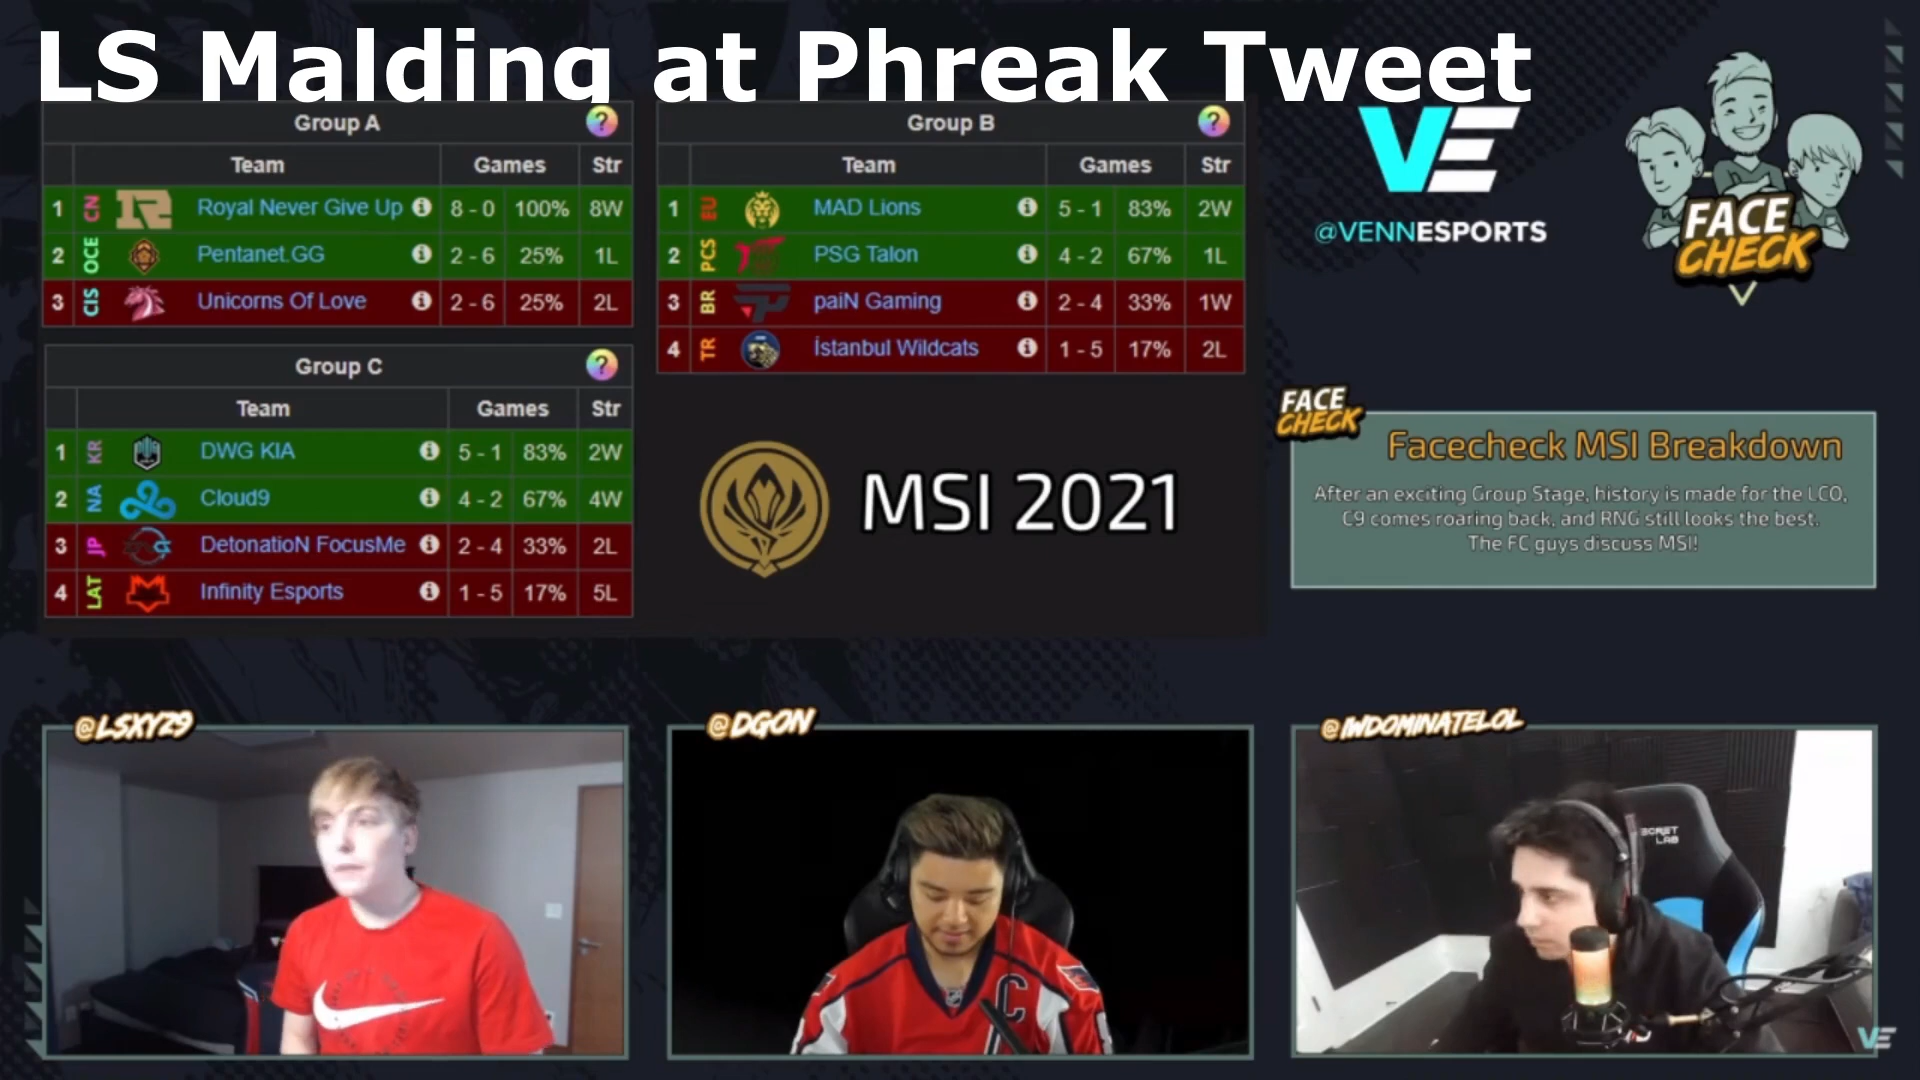 LS Malding at Phreak Tweet
Group A
Team Games Str
1 CN Royal Never Give Up 8 - 0 100% 8W
2 OCE Pentanet.GG 2 - 6 25% 1L
3 CIS Unicorns Of Love 2 - 6 25% 2L
Group B
Team Games Str
1 EU MAD Lions 5 - 1 83% 2W
2 PCS PSG Talon 4 - 2 67% 1L
3 BR paiN Gaming 2 - 4 33% 1W
4 TR İstanbul Wildcats 1 - 5 17% 2L
Group C
Team Games Str
1 KR DWG KIA 5 - 1 83% 2W
2 NA Cloud9 4 - 2 67% 4W
3 JP DetonatioN FocusMe 2 - 4 33% 2L
4 LAT Infinity Esports 1 - 5 17% 5L
MSI 2021
VE
@VENNESPORTS
FACE
CHECK
FACE
CHECK
Facecheck MSI Breakdown
After an exciting Group Stage, history is made for the LCO,
C9 comes roaring back, and RNG still looks the best.
The FC guys discuss MSI!
@LSXYZ9
@DGON
@IWDOMINATELOL
C
VE